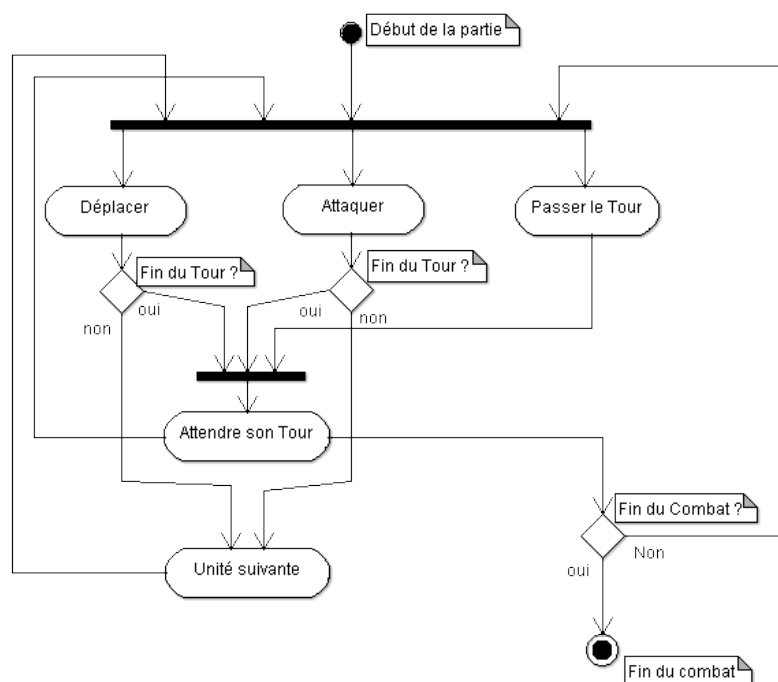 Début de la partie
Déplacer
Attaquer
Passer le Tour
Fin du Tour ?
Fin du Tour ?
oui
non
oui
non
Attendre son Tour
Fin du Combat ?
Non
oui
Unité suivante
Fin du combat